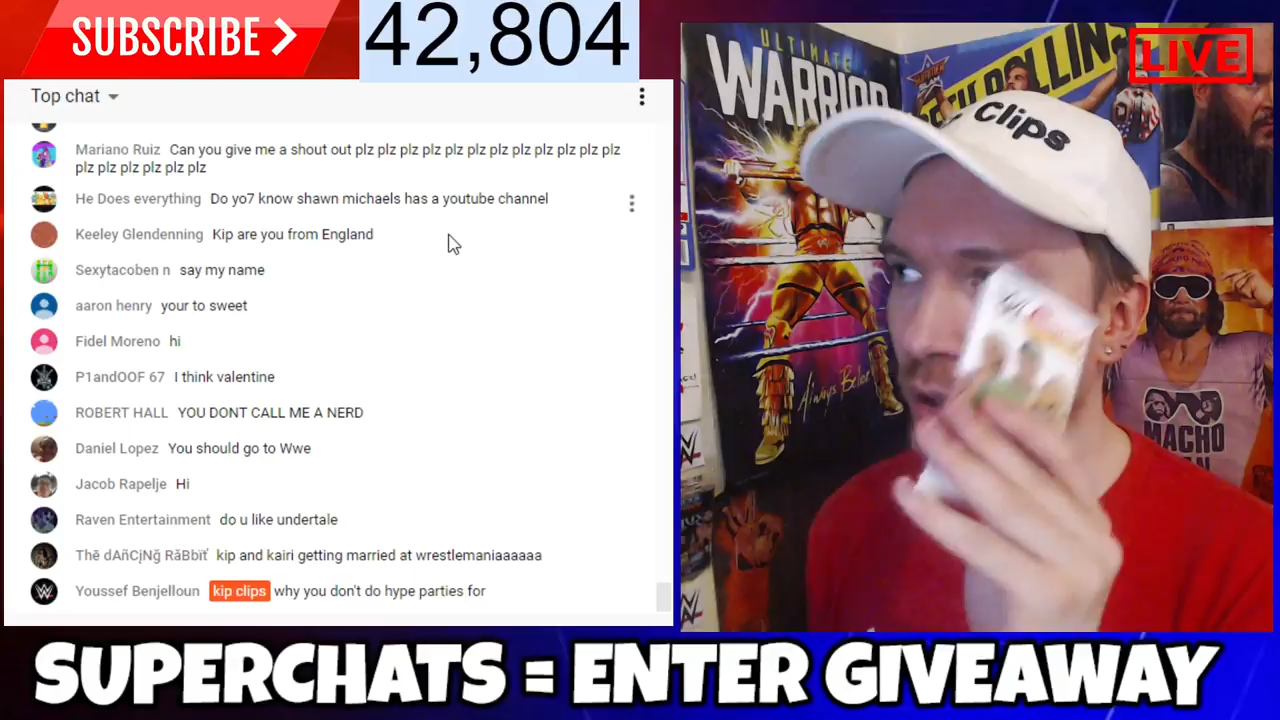 SUBSCRIBE
42,804
LIVE
Top chat
Mariano Ruiz Can you give me a shout out plz plz plz plz plz plz plz plz plz plz plz plz
plz plz plz plz plz plz
He Does everything Do yo7 know shawn michaels has a youtube channel
Keeley Glendenning Kip are you from England
Sexytacoben n say my name
aaron henry your to sweet
Fidel Moreno hi
P1andOOF 67 I think valentine
ROBERT HALL YOU DONT CALL ME A NERD
Daniel Lopez You should go to Wwe
Jacob Rapelje Hi
Raven Entertainment do u like undertale
Thē dAñCįNğ RăBbïť kip and kairi getting married at wrestlemaniaaaaa
Youssef Benjelloun kip clips why you don't do hype parties for
ULTIMATE
WARRIOR
Always Believe
ROLLIN
Clips
MACHO
SUPERCHATS = ENTER GIVEAWAY